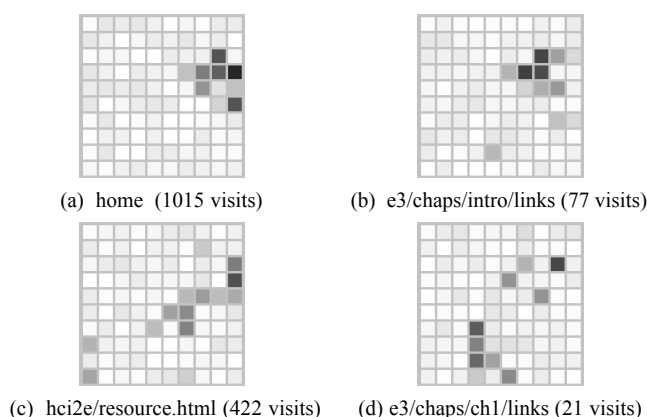 (a) home (1015 visits)
(b) e3/chaps/intro/links (77 visits)
(c) hci2e/resource.html (422 visits)
(d) e3/chaps/ch1/links (21 visits)